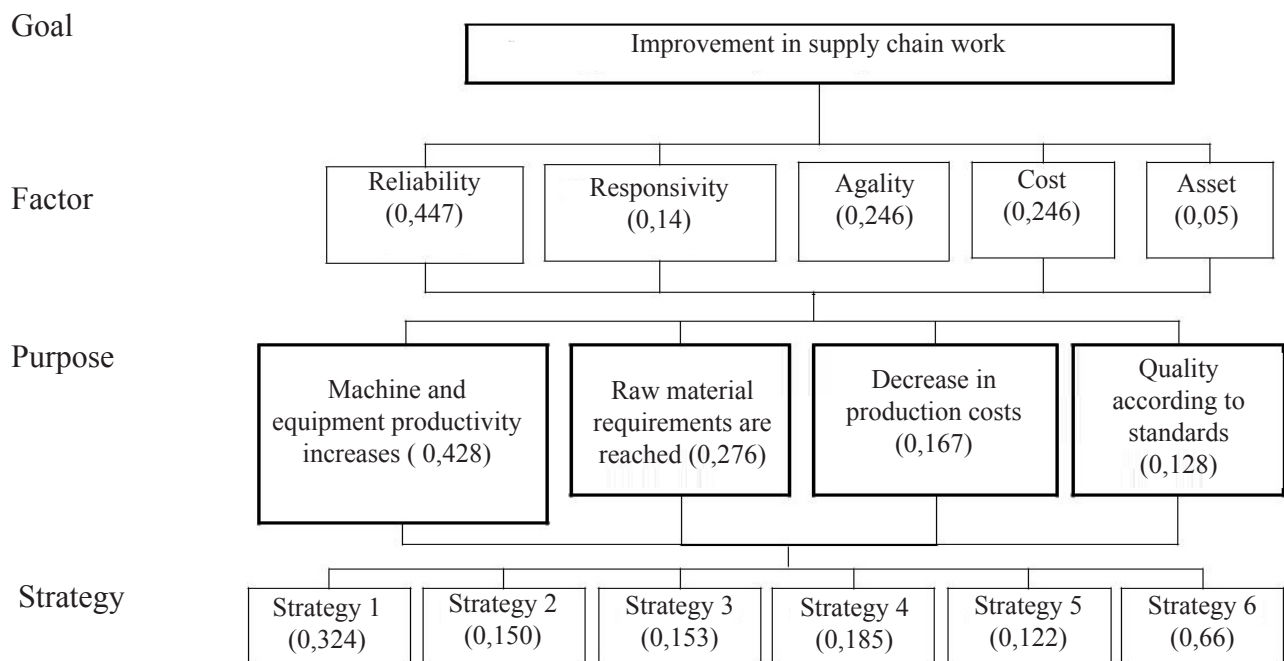 Goal
Improvement in supply chain work
Factor
Reliability
(0,447)
Responsivity
(0,14)
Agality
(0,246)
Cost
(0,246)
Asset
(0,05)
Purpose
Machine and
equipment productivity
increases ( 0,428)
Raw material
requirements are
reached (0,276)
Decrease in
production costs
(0,167)
Quality
according to
standards
(0,128)
Strategy
Strategy 1
(0,324)
Strategy 2
(0,150)
Strategy 3
(0,153)
Strategy 4
(0,185)
Strategy 5
(0,122)
Strategy 6
(0,66)